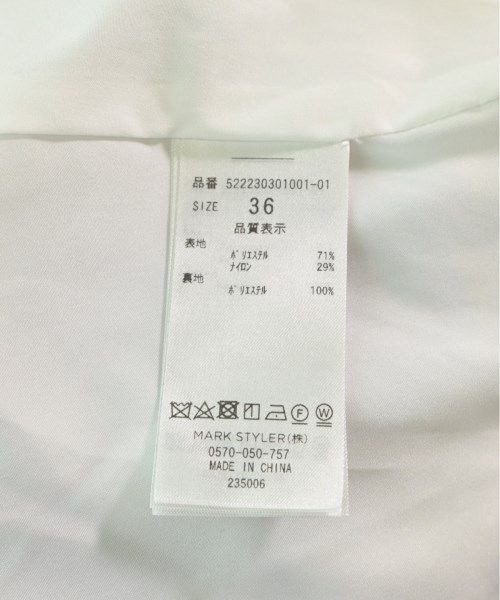 品番 522230301001-01
SIZE 36
品質表示
表地
ﾎﾟﾘｴｽﾃﾙ 71%
ﾅｲﾛﾝ 29%
裏地
ﾎﾟﾘｴｽﾃﾙ 100%
F W
MARK STYLER(株)
0570-050-757
MADE IN CHINA
235006